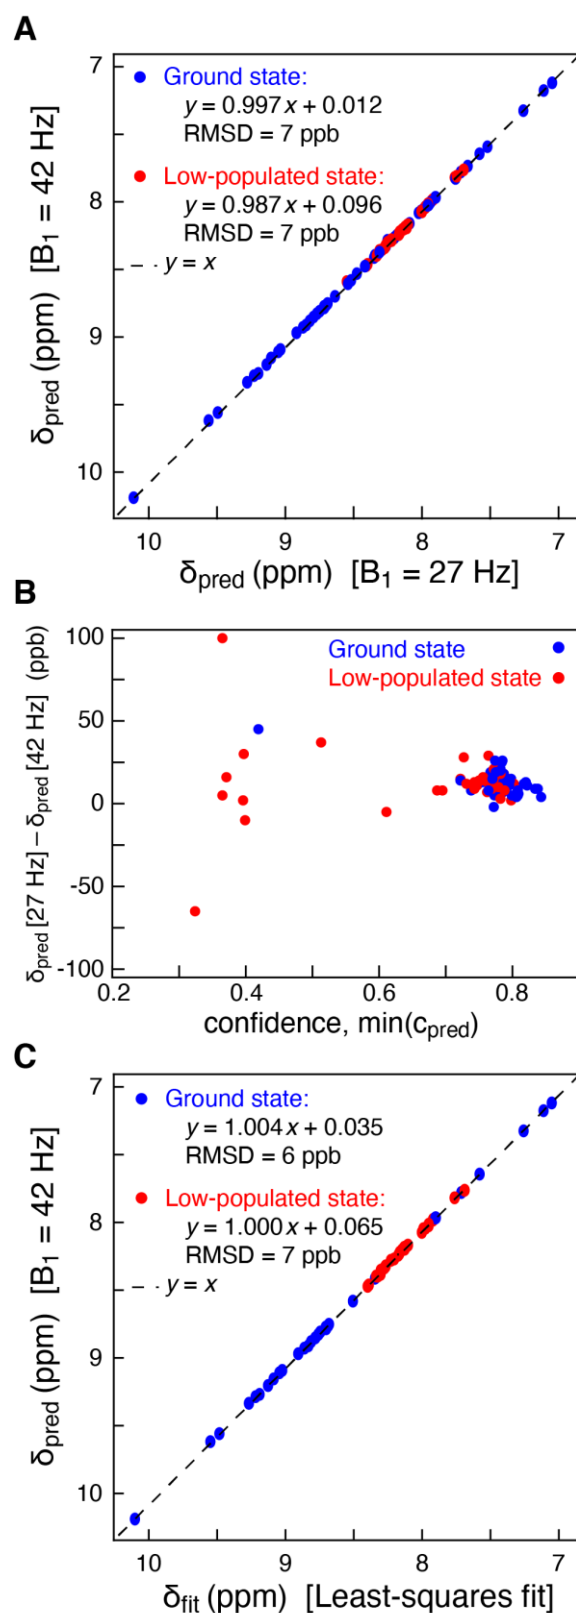 A
7
8
9
10
δpred (ppm) [B1 = 42 Hz]
Ground state:
y = 0.997x + 0.012
RMSD = 7 ppb
Low-populated state:
y = 0.987x + 0.096
RMSD = 7 ppb
y = x
10 9 8 7
δpred (ppm) [B1 = 27 Hz]
B
100
50
0
-50
-100
δpred [27 Hz] – δpred [42 Hz] (ppb)
Ground state
Low-populated state
0.2 0.4 0.6 0.8
confidence, min(cpred)
C
7
8
9
10
δpred (ppm) [B1 = 42 Hz]
Ground state:
y = 1.004x + 0.035
RMSD = 6 ppb
Low-populated state:
y = 1.000x + 0.065
RMSD = 7 ppb
y = x
10 9 8 7
δfit (ppm) [Least-squares fit]